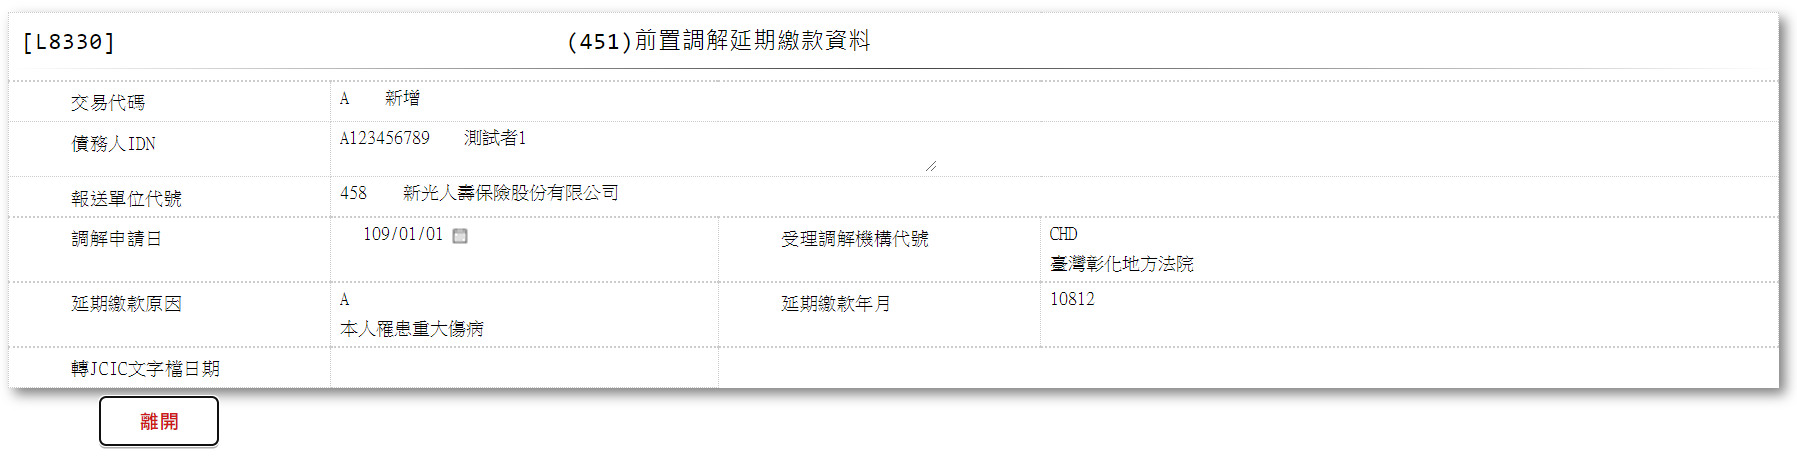 [L8330] (451)前置調解延期繳款資料
交易代碼 A 新增
債務人IDN A123456789 測試者1
報送單位代號 458 新光人壽保險股份有限公司
調解申請日 109/01/01 受理調解機構代號 CHD
臺灣彰化地方法院
延期繳款原因 A 延期繳款年月 10812
本人罹患重大傷病
轉JCIC文字檔日期
離開